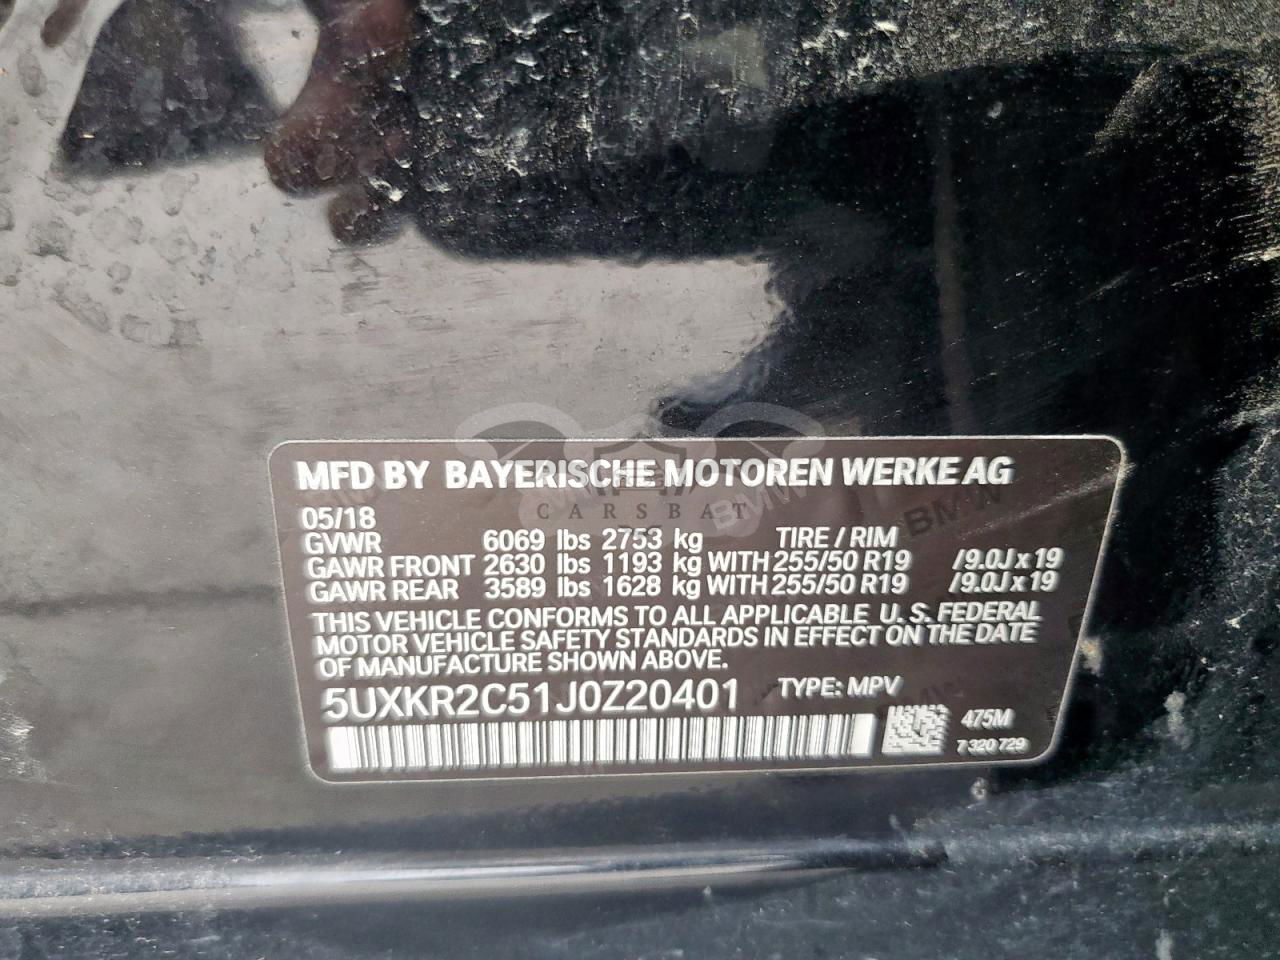 MFD BY BAYERISCHE MOTOREN WERKE AG
CARSBAT
BMW BMW
05/18
GVWR 6069 lbs 2753 kg TIRE / RIM
GAWR FRONT 2630 lbs 1193 kg WITH 255/50 R19 /9.0J x 19
GAWR REAR 3589 lbs 1628 kg WITH 255/50 R19 /9.0J x 19
THIS VEHICLE CONFORMS TO ALL APPLICABLE U. S. FEDERAL
MOTOR VEHICLE SAFETY STANDARDS IN EFFECT ON THE DATE
OF MANUFACTURE SHOWN ABOVE.
5UXKR2C51J0Z20401 TYPE: MPV
475M
7 320 729